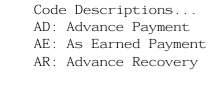 Code Descriptions...
AD: Advance Payment
AE: As Earned Payment
AR: Advance Recovery